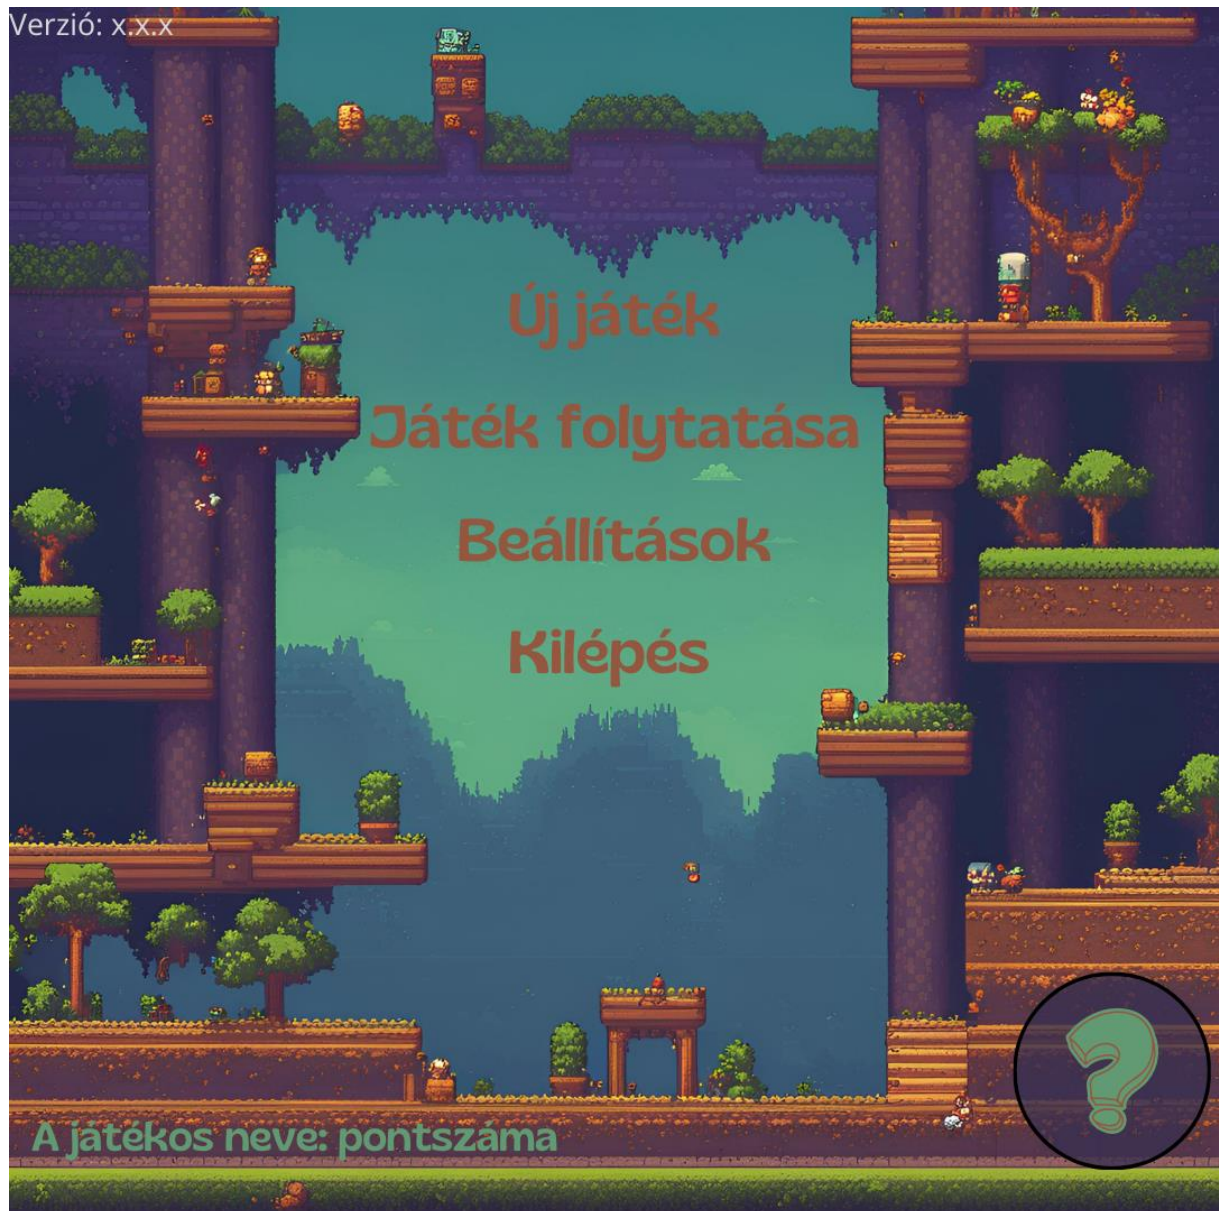 Verzió: x.x.x
Új játék
Játék folytatása
Beállítások
Kilépés
?
A játékos neve: pontszáma